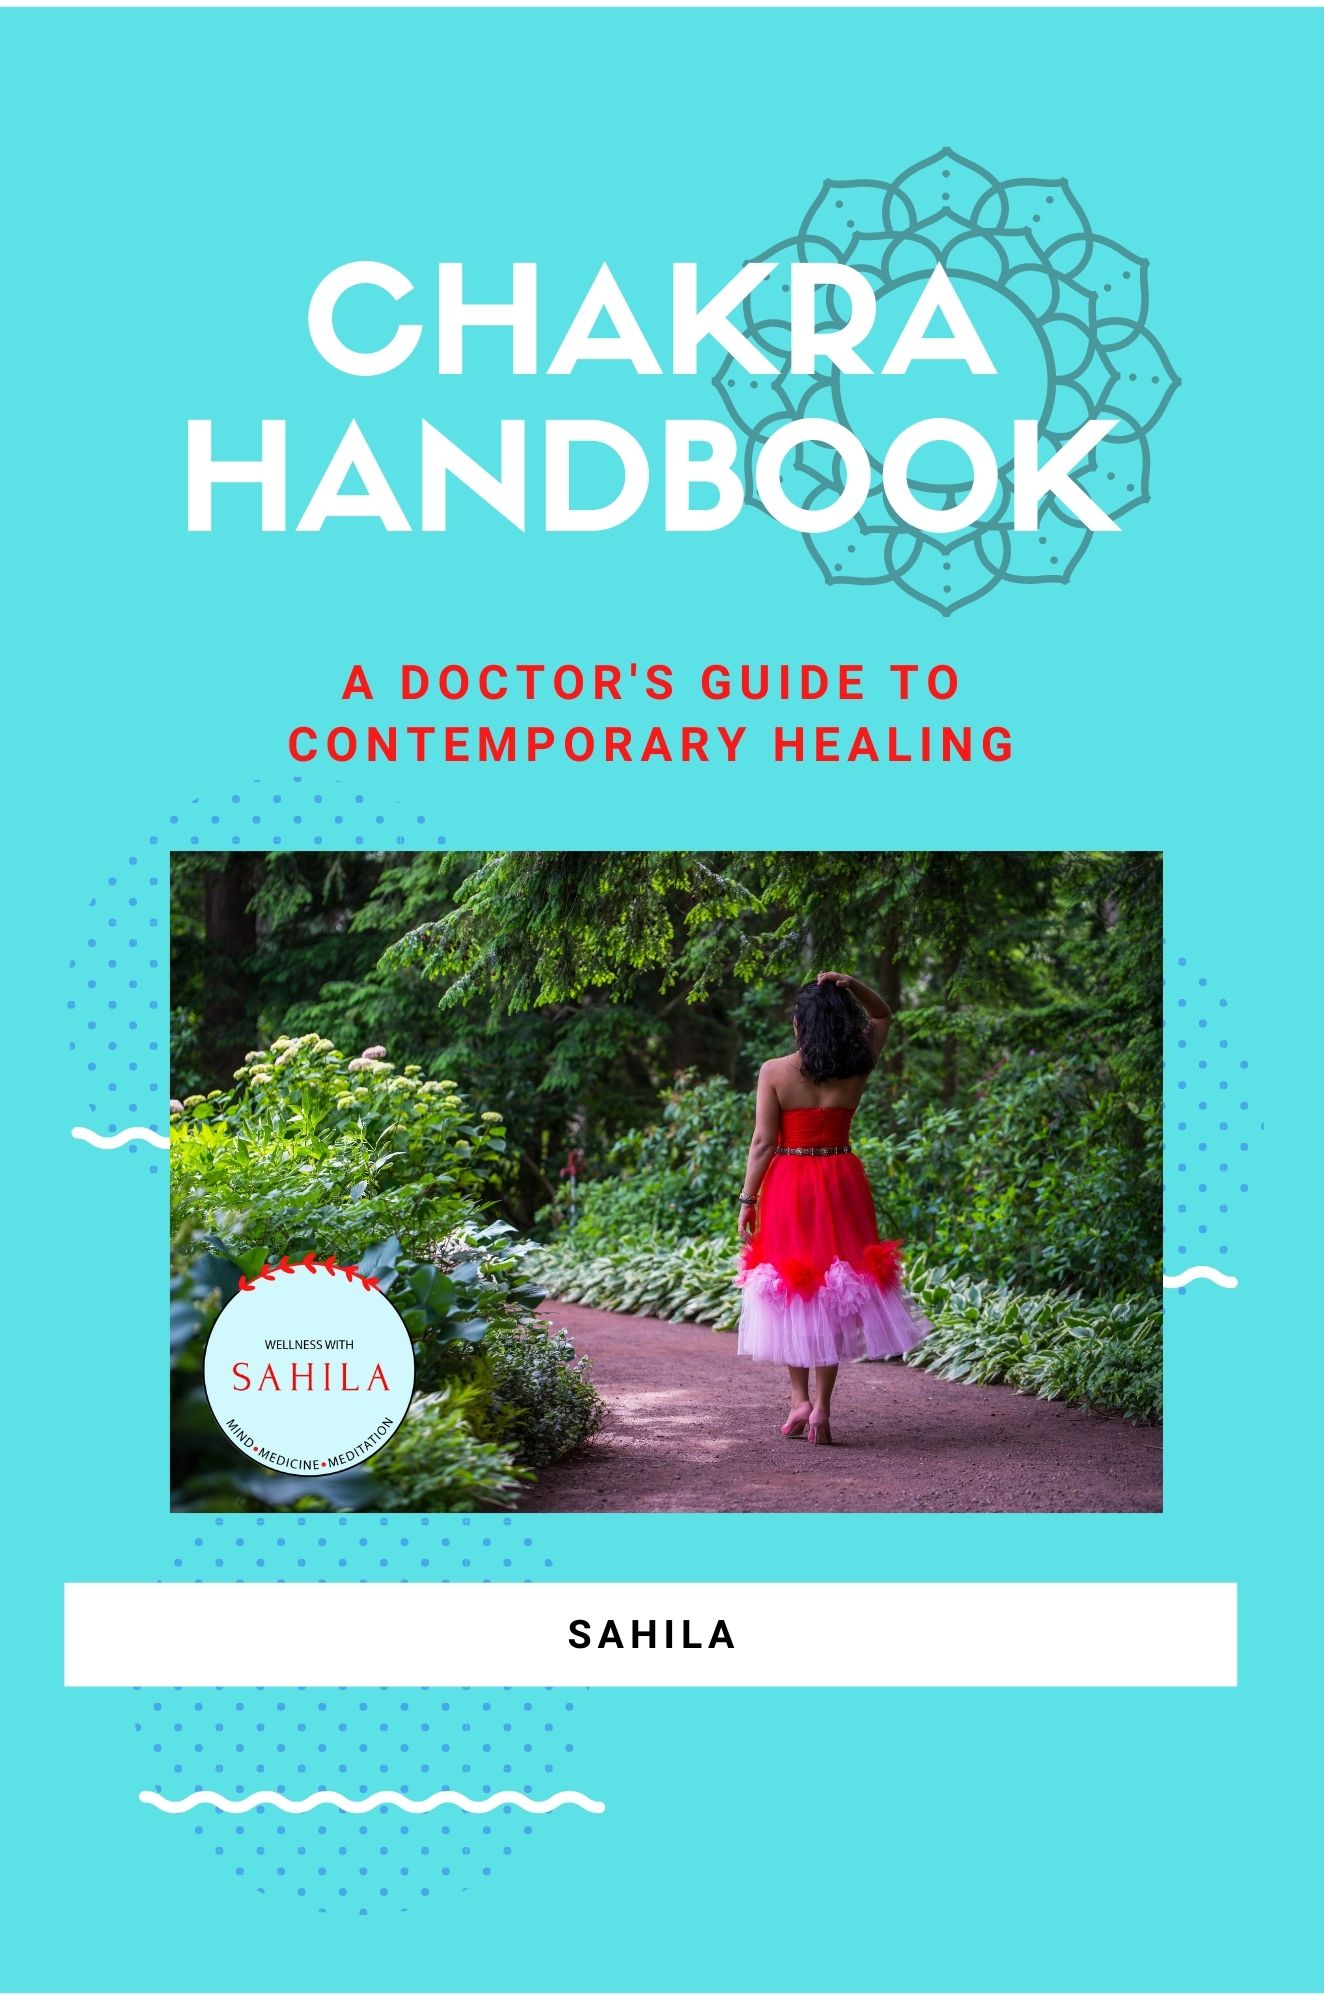 CHAKRA
HANDBOOK
A DOCTOR'S GUIDE TO
CONTEMPORARY HEALING
WELLNESS WITH
SAHILA
MIND•MEDICINE•MEDITATION
SAHILA